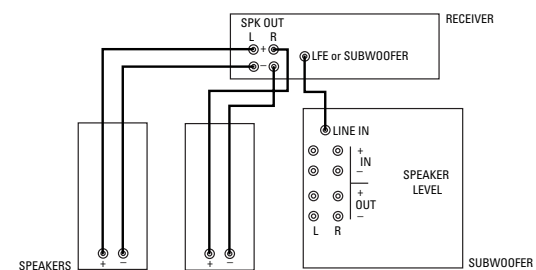 SPK OUT
RECEIVER
L R
+
LFE or SUBWOOFER
–
LINE IN
+
IN
–
SPEAKER
LEVEL
+
OUT
–
L R
SPEAKERS
+ –
+ –
SUBWOOFER